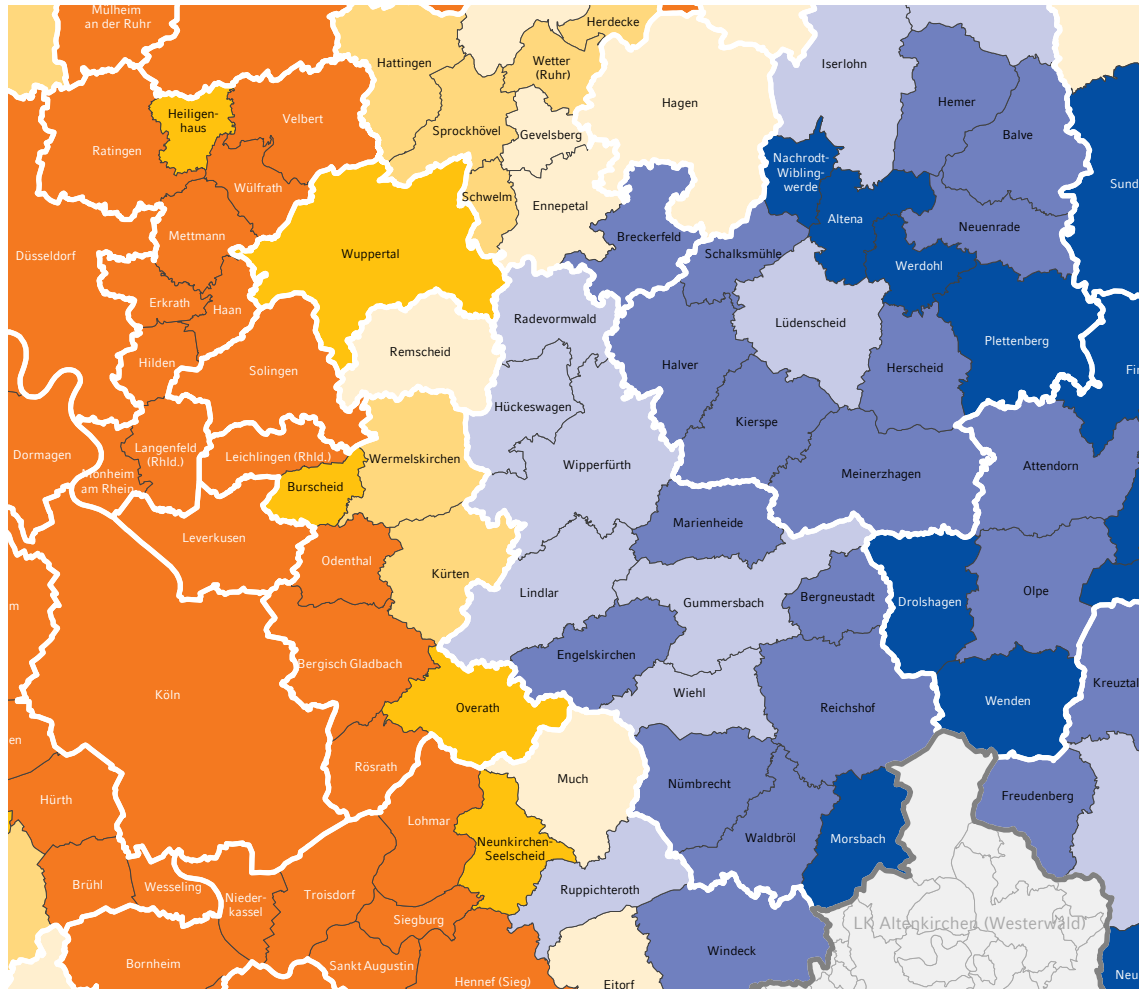 Mülheim
an der Ruhr
Herdecke
Hattingen
Wetter
(Ruhr)
Iserlohn
Hagen
Hemer
Heiligen-
haus
Velbert
Sprockhövel
Gevelsberg
Balve
Ratingen
Nachrodt-
Wibling-
werde
Sund
Wülfrath
Schwelm
Ennepetal
Altena
Mettmann
Breckerfeld
Neuenrade
Düsseldorf
Wuppertal
Schalksmühle
Werdohl
Erkrath
Haan
Radevormwald
Lüdenscheid
Plettenberg
Remscheid
Hilden
Solingen
Halver
Herscheid
Fin
Hückeswagen
Kierspe
Dormagen
Langenfeld
(Rhld.)
Leichlingen (Rhld.)
Wermelskirchen
Wipperfürth
Attendorn
Monheim
am Rhein
Burscheid
Meinerzhagen
Leverkusen
Marienheide
Odenthal
Kürten
Lindlar
Gummersbach
Bergneustadt
Drolshagen
Olpe
m
Bergisch Gladbach
Engelskirchen
Köln
Wiehl
Kreuztal
Overath
Reichshof
Wenden
en
Rösrath
Much
Nümbrecht
Freudenberg
Hürth
Lohmar
Neunkirchen-
Seelscheid
Waldbröl
Morsbach
Brühl
Wesseling
Nieder-
kassel
Troisdorf
Ruppichteroth
Siegburg
LK Altenkirchen (Westerwald)
Windeck
Bornheim
Sankt Augustin
Hennef (Sieg)
Eitorf
Neu